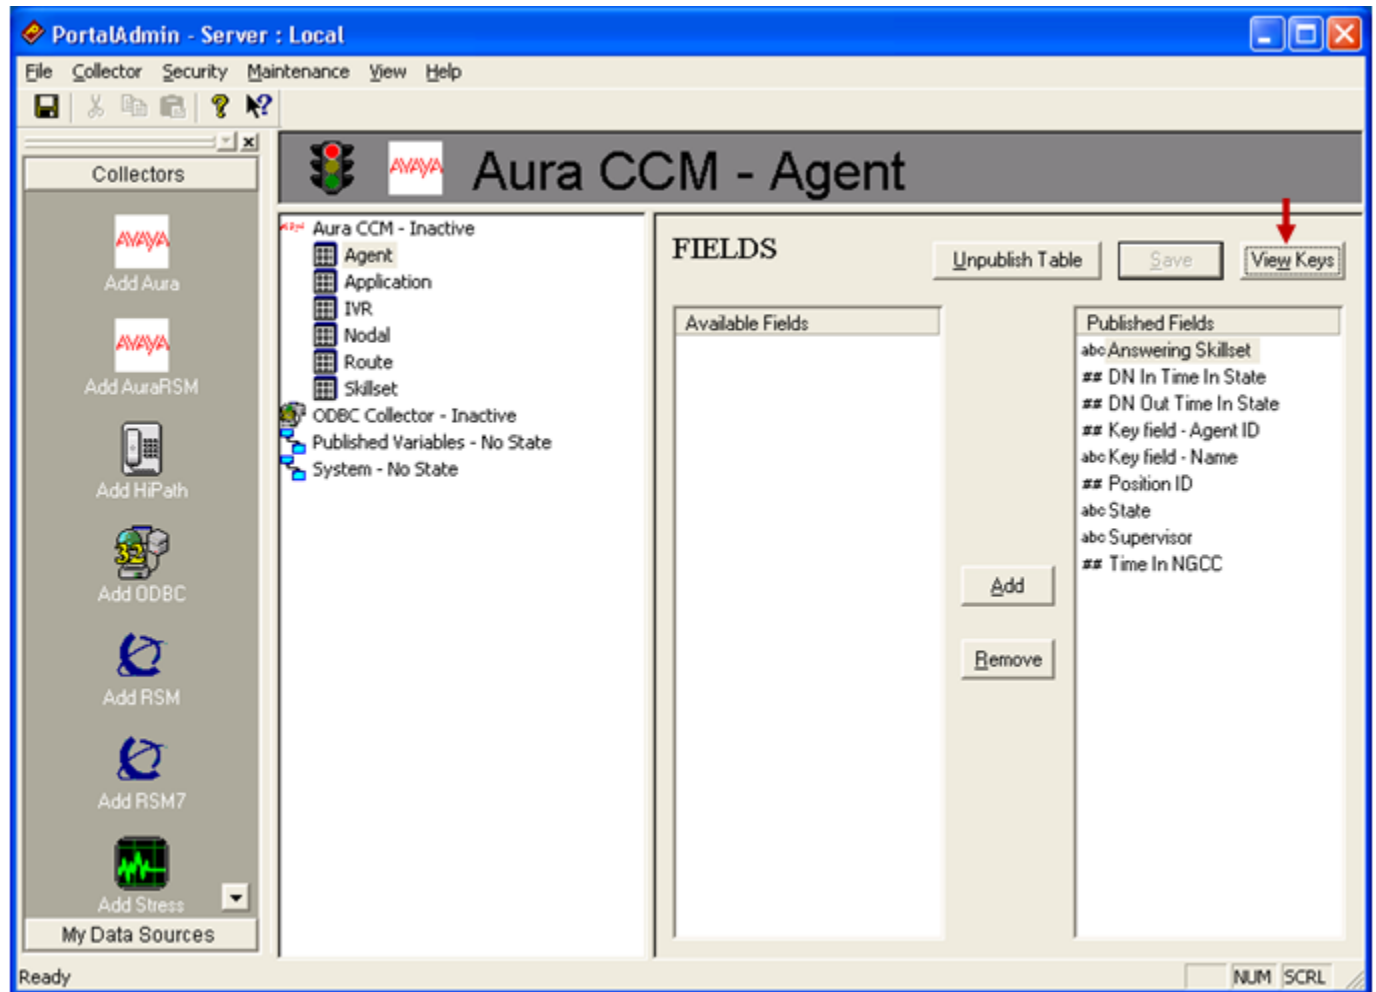 PortalAdmin - Server : Local
File Collector Security Maintenance View Help
Collectors
AVAYA
Add Aura
AVAYA
Add AuraRSM
Add HiPath
32
Add ODBC
Add RSM
Add RSM7
Add Stress
My Data Sources
AVAYA Aura CCM - Agent
Aura CCM - Inactive
Agent
Application
IVR
Nodal
Route
Skillset
ODBC Collector - Inactive
Published Variables - No State
System - No State
FIELDS
Unpublish Table Save View Keys
Available Fields
Add
Remove
Published Fields
abc Answering Skillset
## DN In Time In State
## DN Out Time In State
## Key field - Agent ID
abc Key field - Name
## Position ID
abc State
abc Supervisor
## Time In NGCC
Ready NUM SCRL